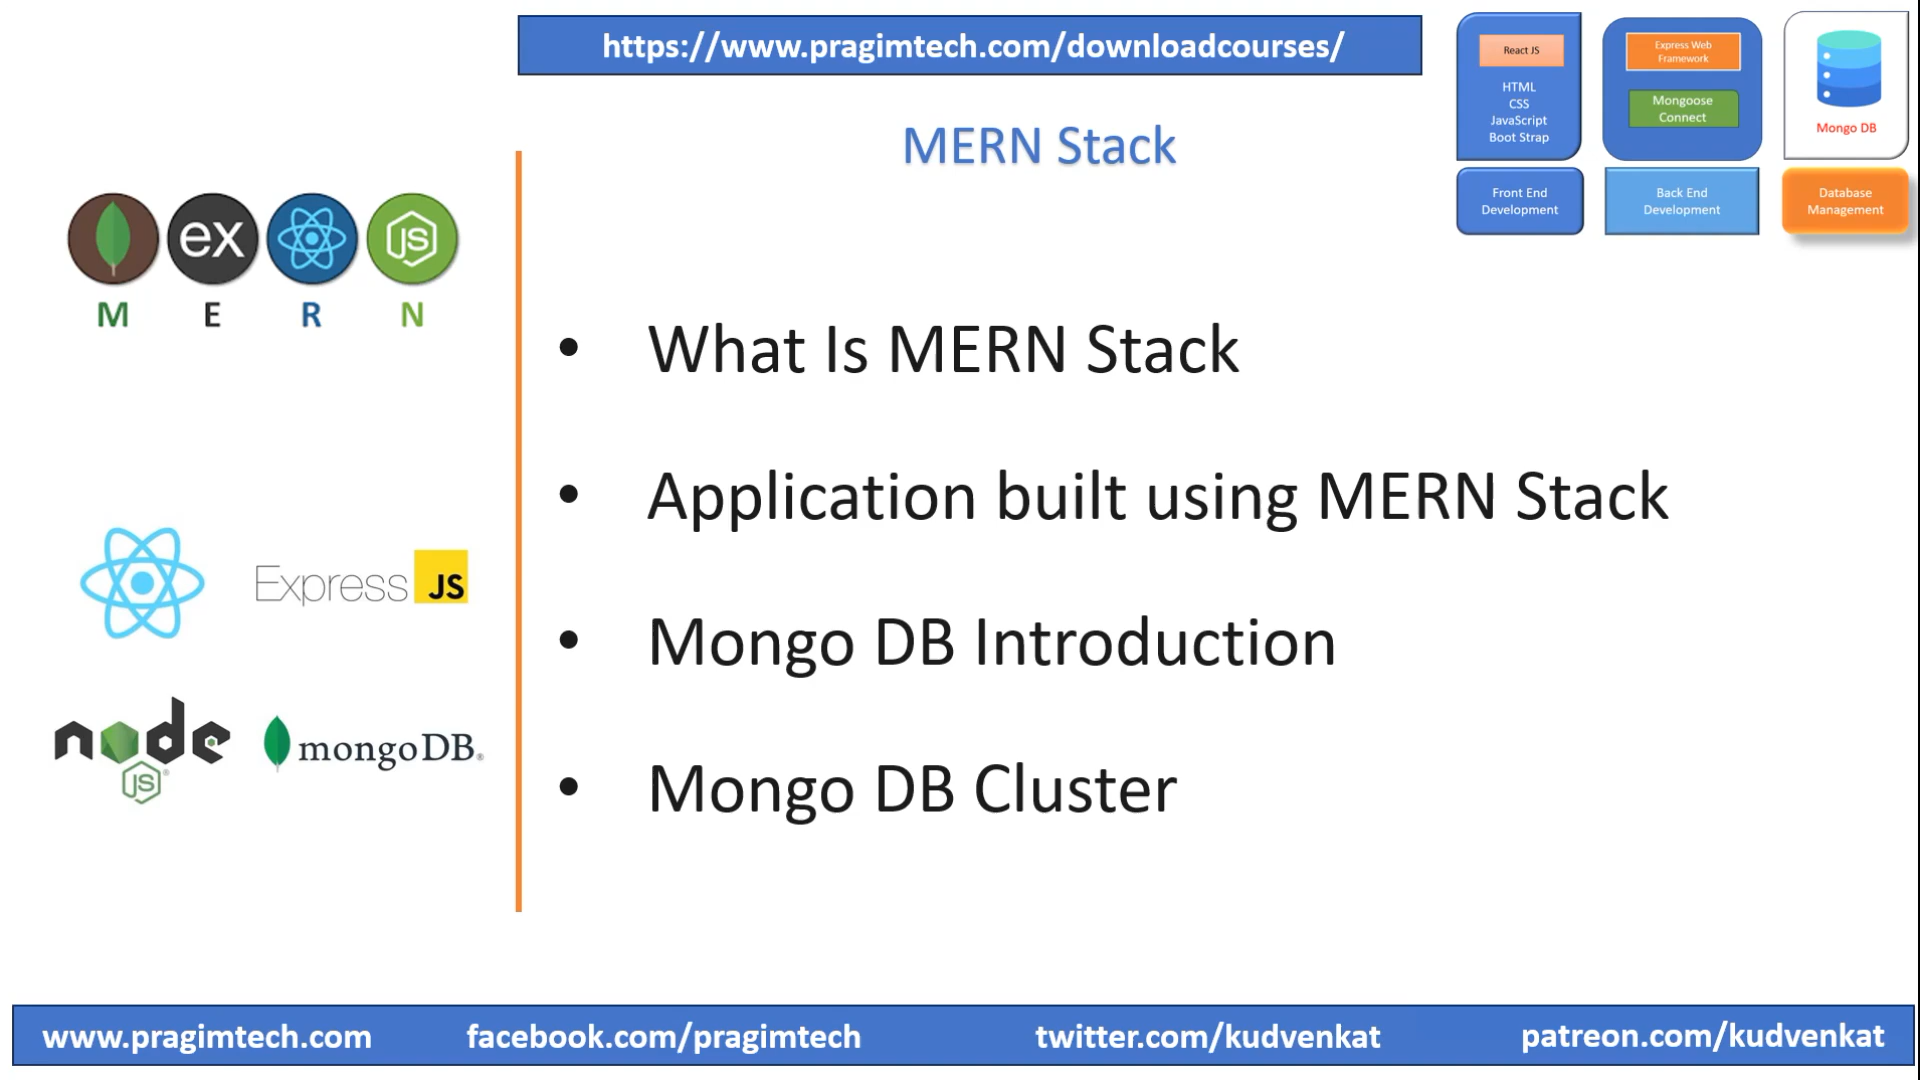 https://www.pragimtech.com/downloadcourses/
React JS
HTML
CSS
JavaScript
Boot Strap
Express Web
Framework
Mongoose
Connect
Mongo DB
Front End
Development
Back End
Development
Database
Management
MERN Stack
ex
JS
M E R N
• What Is MERN Stack
• Application built using MERN Stack
• Mongo DB Introduction
• Mongo DB Cluster
Express JS
node
JS
mongoDB®
www.pragimtech.com facebook.com/pragimtech twitter.com/kudvenkat patreon.com/kudvenkat